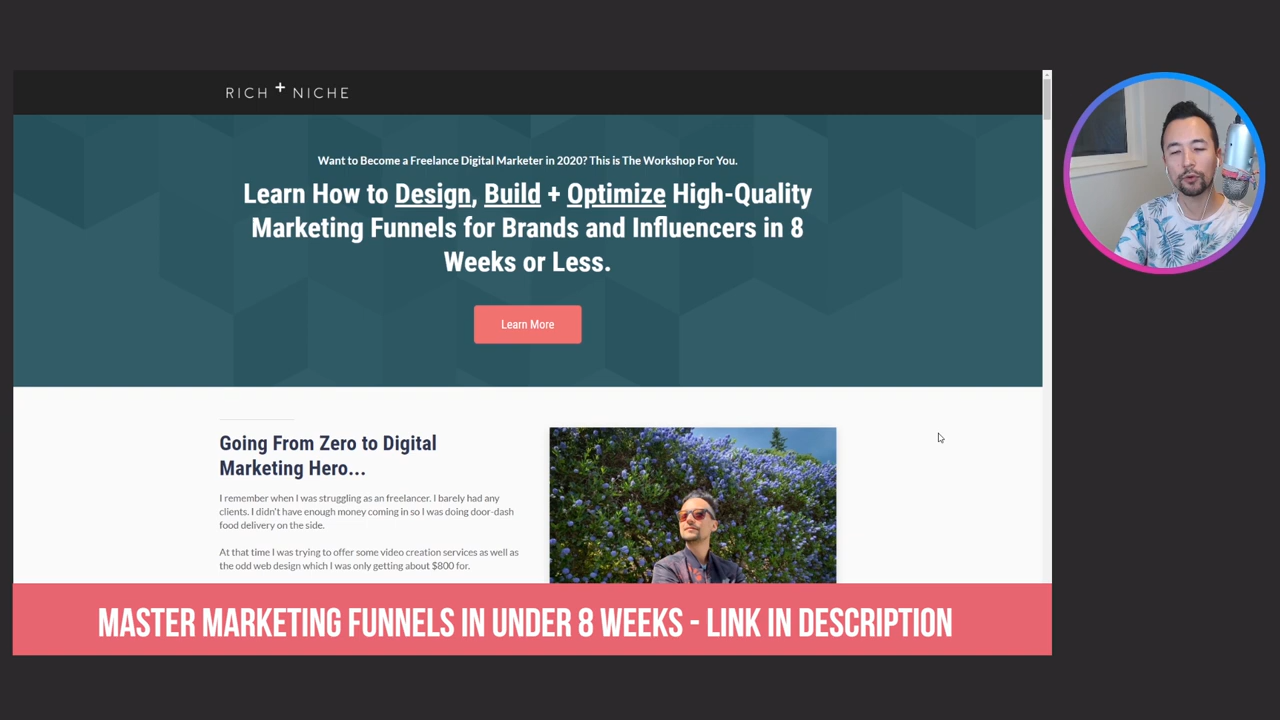 RICH + NICHE
Want to Become a Freelance Digital Marketer in 2020? This is The Workshop For You.
Learn How to Design, Build + Optimize High-Quality
Marketing Funnels for Brands and Influencers in 8
Weeks or Less.
Learn More
Going From Zero to Digital
Marketing Hero...
I remember when I was struggling as an freelancer. I barely had any
clients. I didn't have enough money coming in so I was doing door-dash
food delivery on the side.
At that time I was trying to offer some video creation services as well as
the odd web design which I was only getting about $800 for.
MASTER MARKETING FUNNELS IN UNDER 8 WEEKS - LINK IN DESCRIPTION